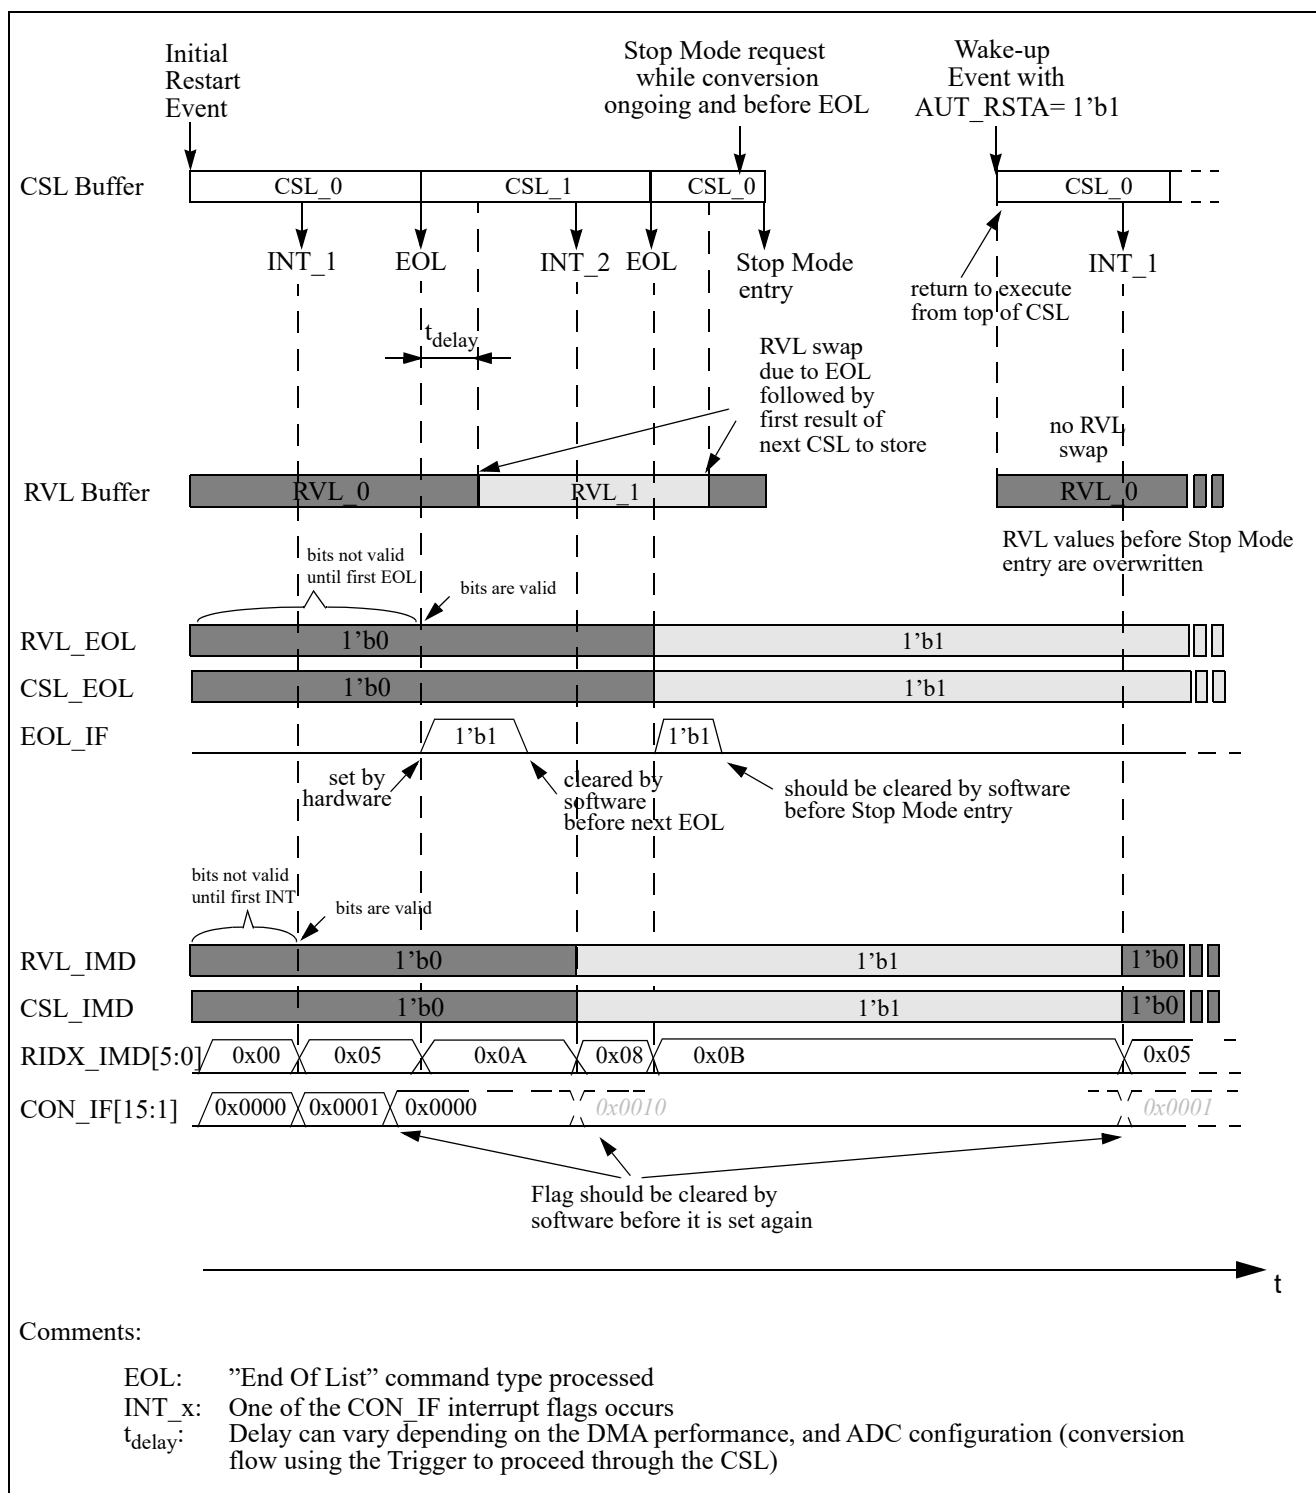 Initial
Restart
Event
Stop Mode request
while conversion
ongoing and before EOL
Wake-up
Event with
AUT_RSTA= 1’b1
CSL Buffer
CSL_0
CSL_1
CSL_0
CSL_0
INT_1
EOL
INT_2
EOL
Stop Mode
entry
INT_1
return to execute
from top of CSL
tdelay
RVL swap
due to EOL
followed by
first result of
next CSL to store
no RVL
swap
RVL Buffer
RVL_0
RVL_1
RVL_0
RVL values before Stop Mode
entry are overwritten
bits not valid
until first EOL
bits are valid
RVL_EOL
1’b0
1’b1
CSL_EOL
1’b0
1’b1
EOL_IF
1’b1
1’b1
set by
hardware
cleared by
software
before next EOL
should be cleared by software
before Stop Mode entry
bits not valid
until first INT
bits are valid
RVL_IMD
1’b0
1’b1
1’b0
CSL_IMD
1’b0
1’b1
1’b0
RIDX_IMD[5:0]
0x00
0x05
0x0A
0x08
0x0B
0x05
CON_IF[15:1]
0x0000
0x0001
0x0000
0x0010
0x0001
Flag should be cleared by
software before it is set again
t
Comments:
EOL: ”End Of List” command type processed
INT_x: One of the CON_IF interrupt flags occurs
tdelay: Delay can vary depending on the DMA performance, and ADC configuration (conversion
flow using the Trigger to proceed through the CSL)